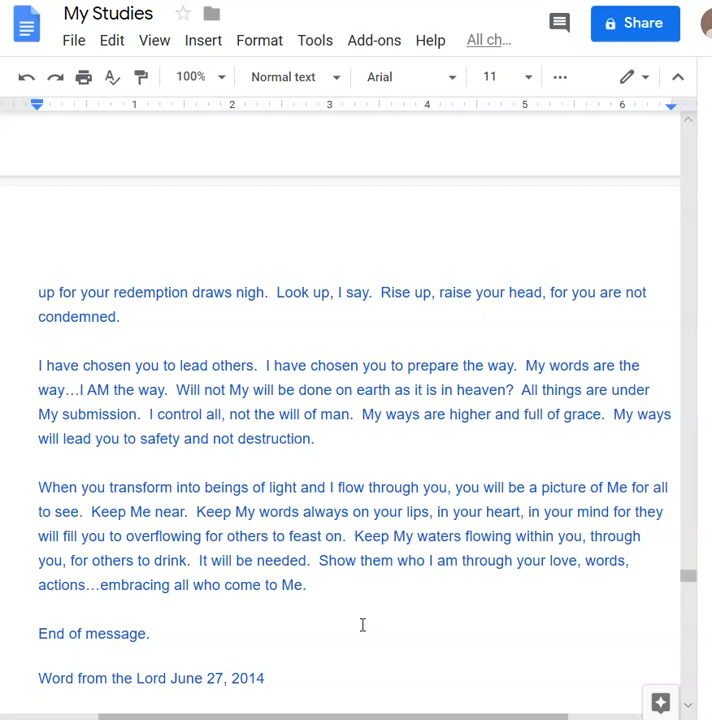 My Studies
File Edit View Insert Format Tools Add-ons Help All ch…
Share
100% Normal text Arial 11
1 2 3 4 5 6
up for your redemption draws nigh.  Look up, I say.  Rise up, raise your head, for you are not
condemned.
I have chosen you to lead others.  I have chosen you to prepare the way.  My words are the
way…I AM the way.  Will not My will be done on earth as it is in heaven?  All things are under
My submission.  I control all, not the will of man.  My ways are higher and full of grace.  My ways
will lead you to safety and not destruction.
When you transform into beings of light and I flow through you, you will be a picture of Me for all
to see.  Keep Me near.  Keep My words always on your lips, in your heart, in your mind for they
will fill you to overflowing for others to feast on.  Keep My waters flowing within you, through
you, for others to drink.  It will be needed.  Show them who I am through your love, words,
actions…embracing all who come to Me.
End of message.
Word from the Lord June 27, 2014